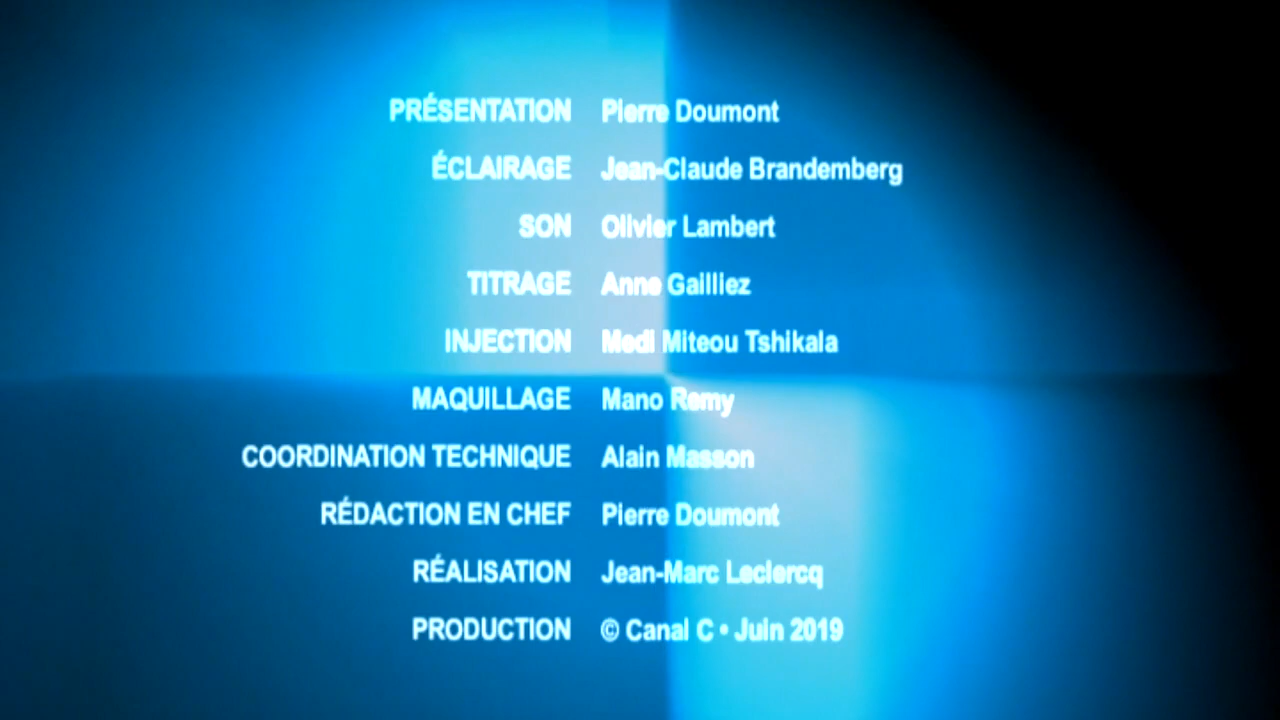 PRÉSENTATION Pierre Doumont
ÉCLAIRAGE Jean-Claude Brandemberg
SON Olivier Lambert
TITRAGE Anne Gailliez
INJECTION Medi Miteou Tshikala
MAQUILLAGE Mano Remy
COORDINATION TECHNIQUE Alain Masson
RÉDACTION EN CHEF Pierre Doumont
RÉALISATION Jean-Marc Leclercq
PRODUCTION © Canal C • Juin 2019